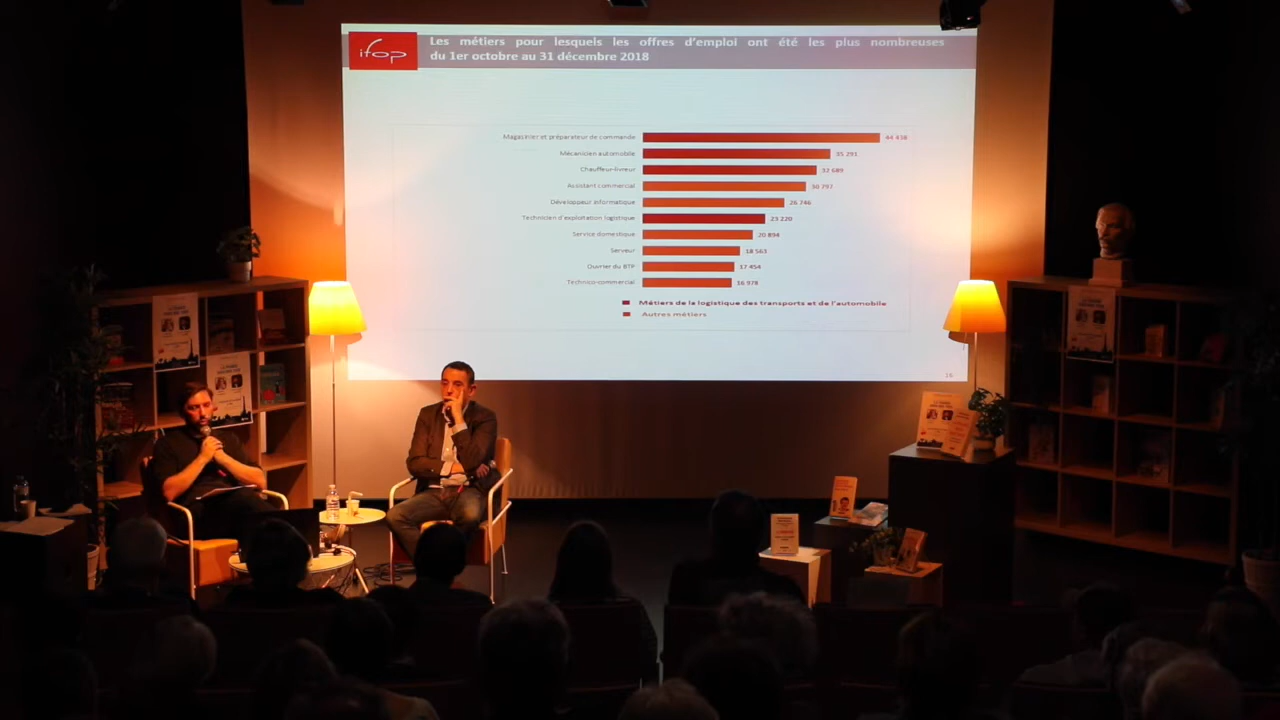 ifop
Les métiers pour lesquels les offres d'emploi ont été les plus nombreuses
du 1er octobre au 31 décembre 2018
Magasinier et préparateur de commande 44 438
Mécanicien automobile 35 291
Chauffeur-livreur 32 689
Assistant commercial 30 797
Développeur informatique 26 746
Technicien d'exploitation logistique 23 220
Service domestique 20 894
Serveur 18 563
Ouvrier du BTP 17 454
Technico-commercial 16 978
Métiers de la logistique des transports et de l'automobile
Autres métiers
16